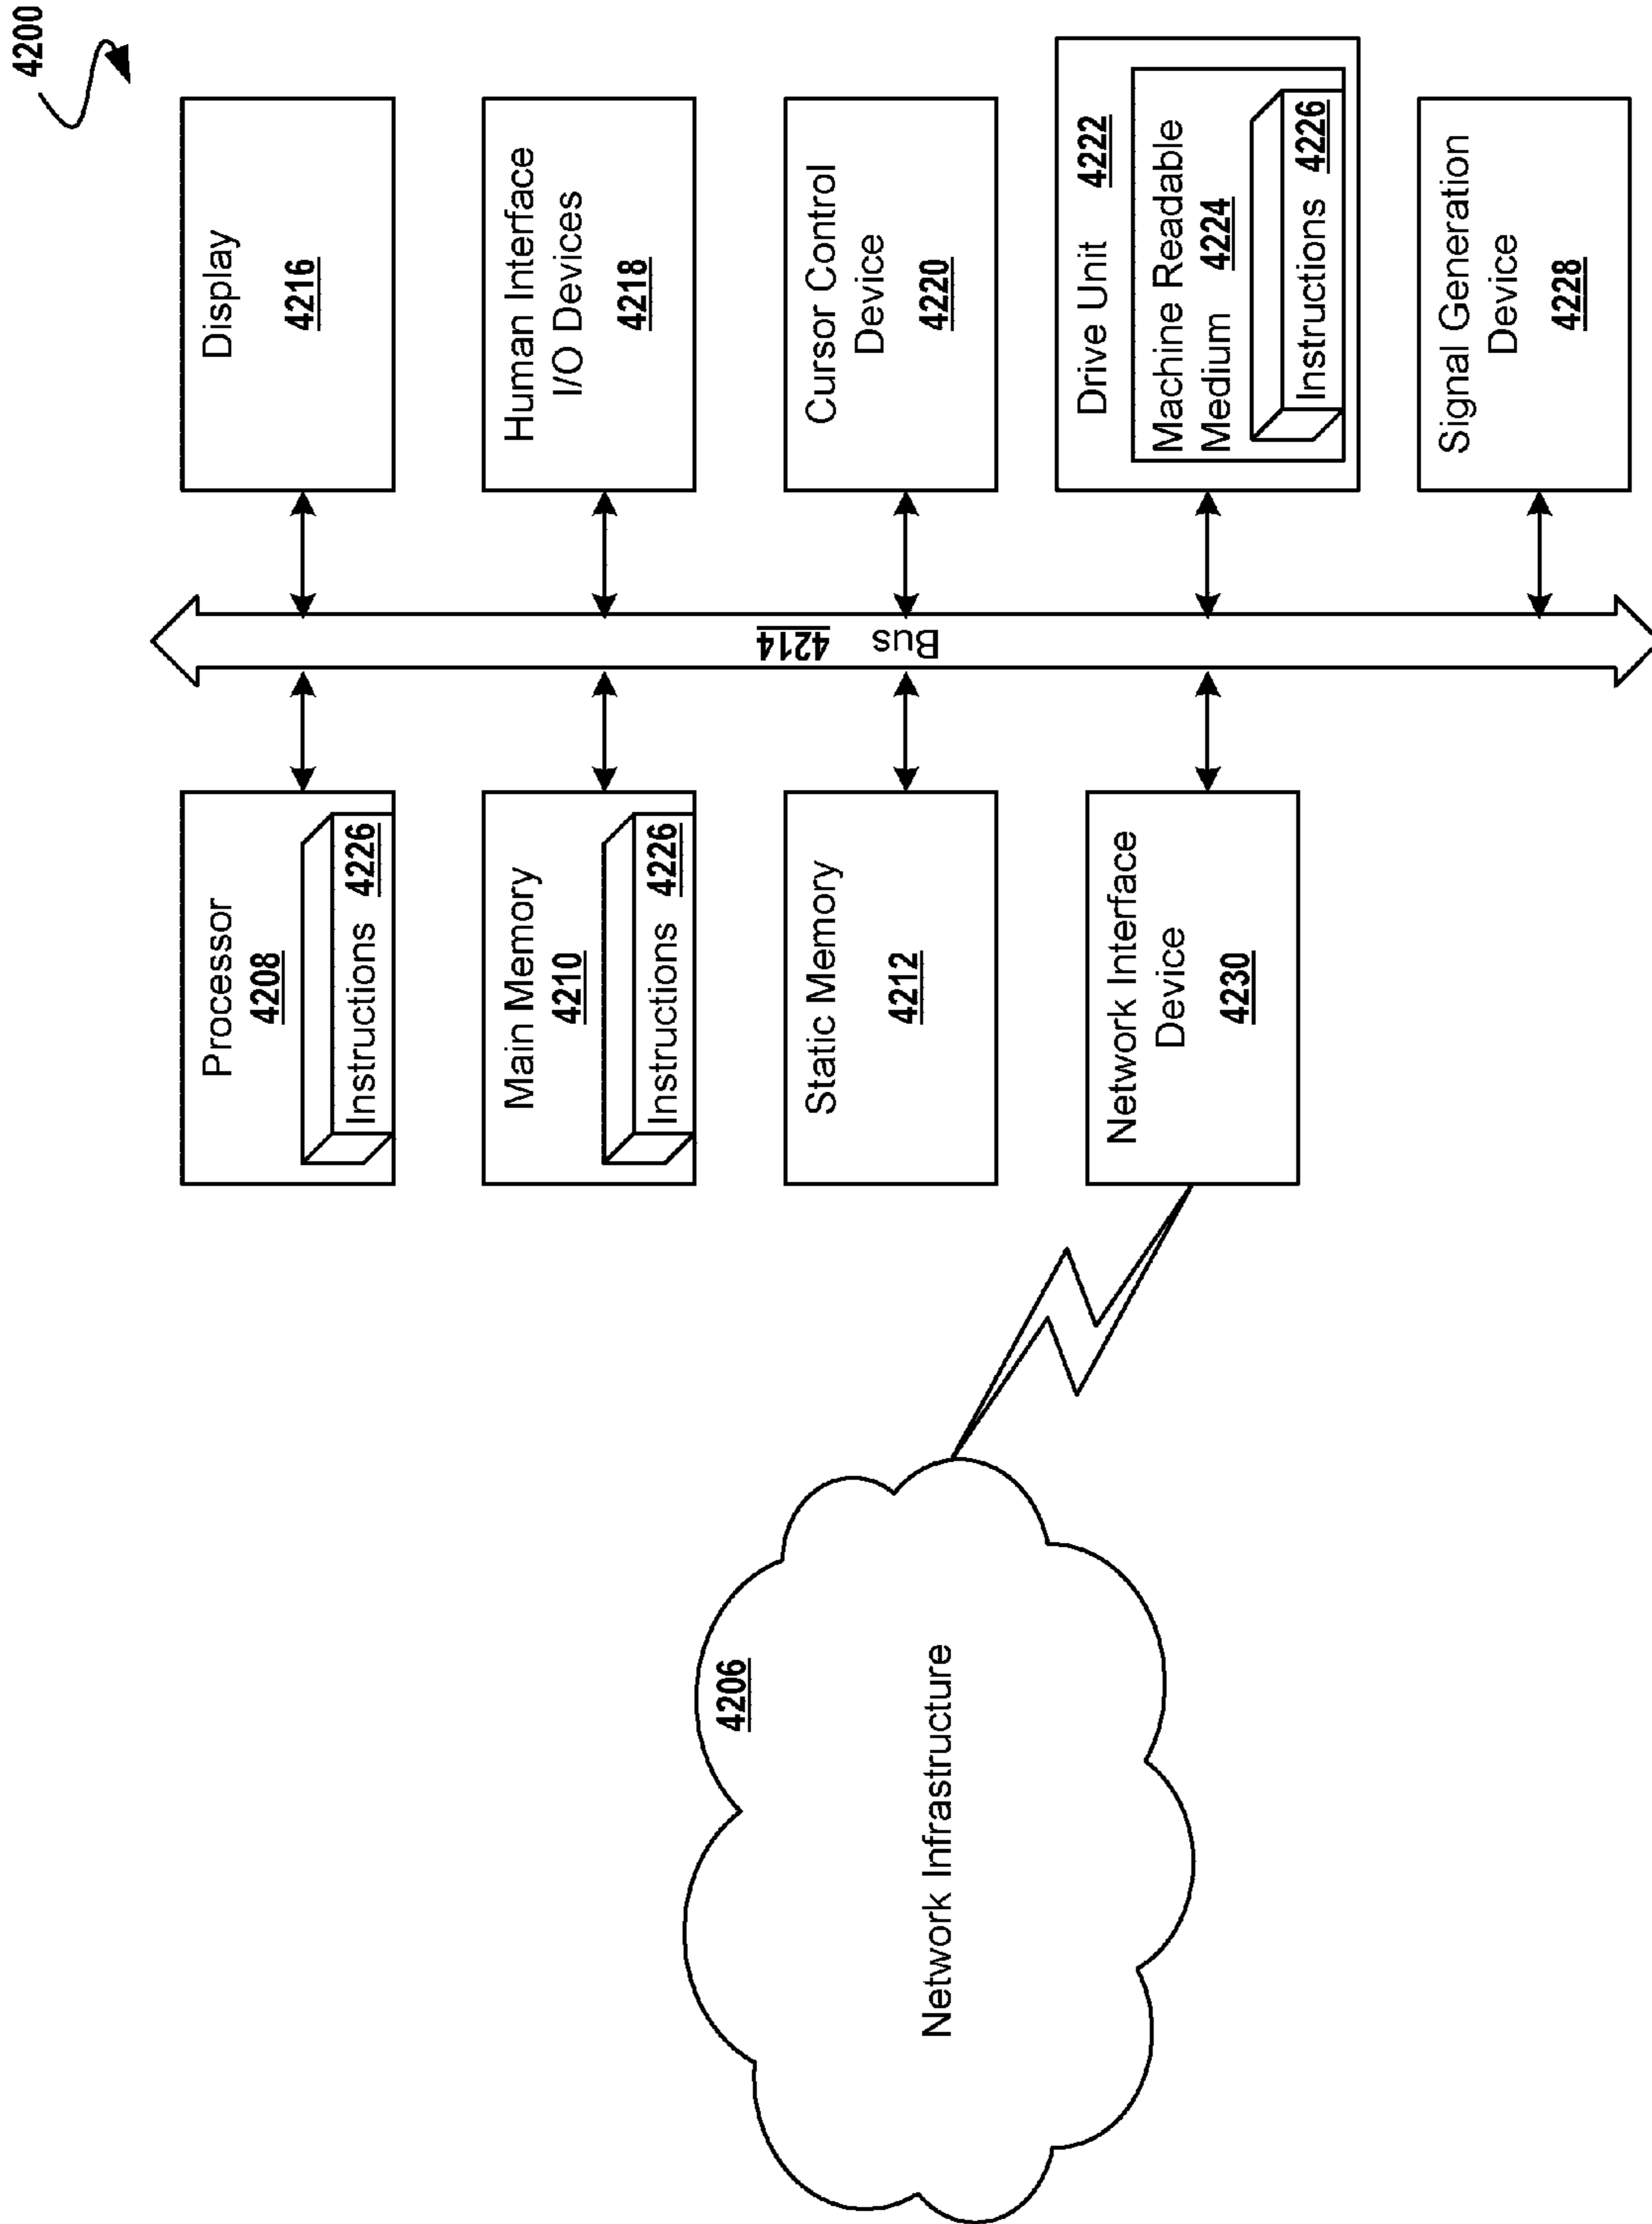 4200
Processor
4208
Instructions 4226
Main Memory
4210
Instructions 4226
Static Memory
4212
Network Interface
Device
4230
4206
Network Infrastructure
Bus 4214
Display
4216
Human Interface
I/O Devices
4218
Cursor Control
Device
4220
Drive Unit 4222
Machine Readable
Medium 4224
Instructions 4226
Signal Generation
Device
4228